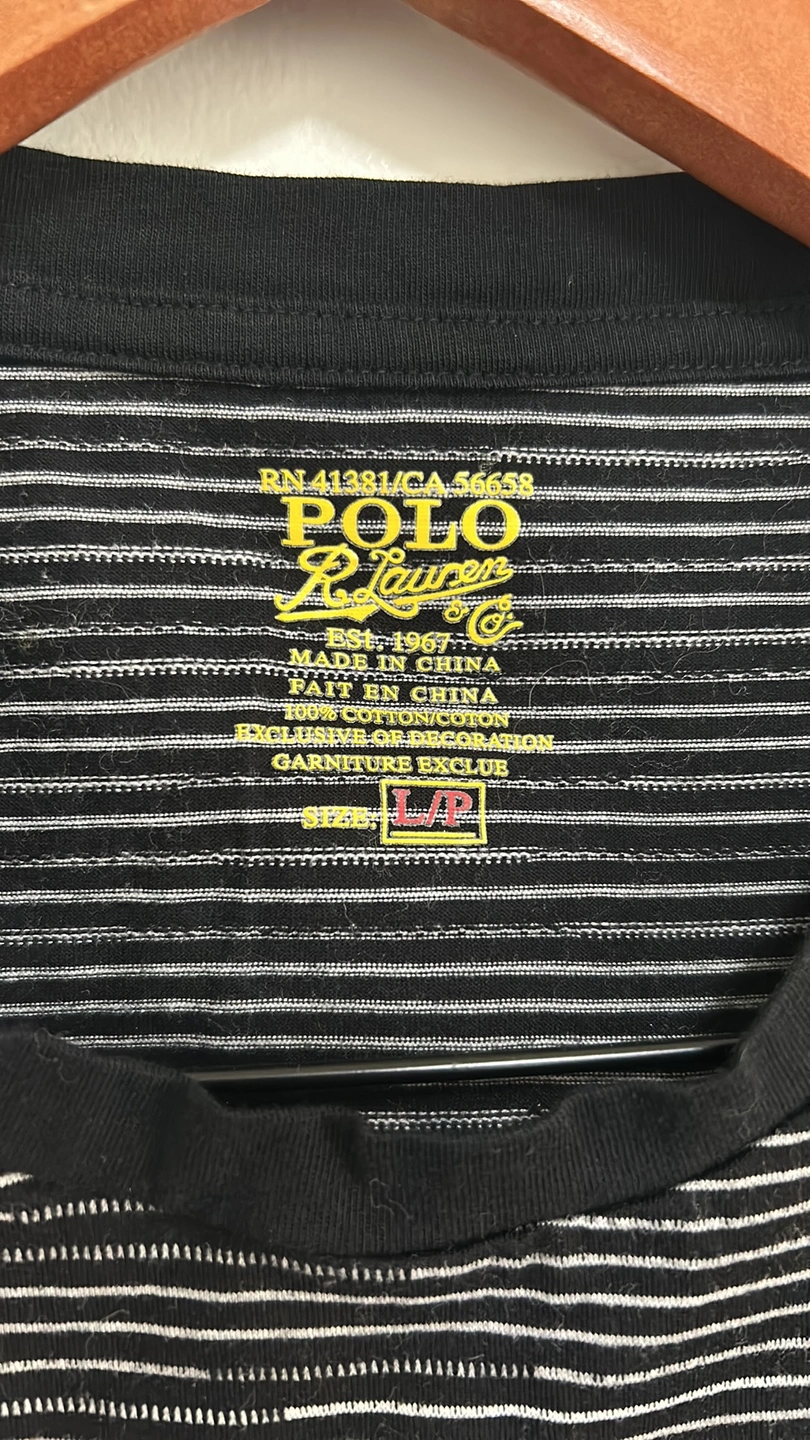 RN 41381/CA 56658
POLO
R. Lauren
& Co.
ESt. 1967
MADE IN CHINA
FAIT EN CHINA
100% COTTON/COTON
EXCLUSIVE OF DECORATION
GARNITURE EXCLUE
SIZE: L/P